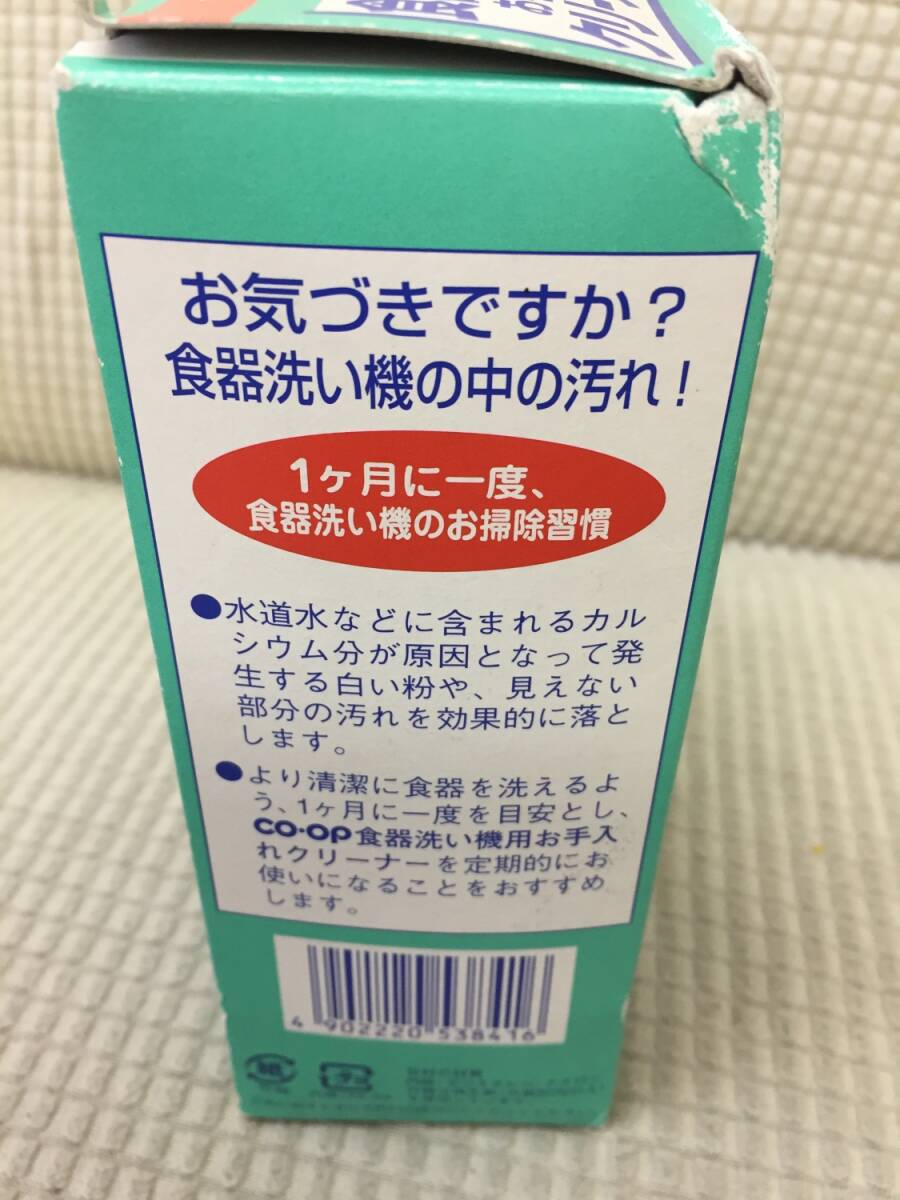 クリー
お気づきですか？
食器洗い機の中の汚れ！
1ヶ月に一度、
食器洗い機のお掃除習慣
●水道水などに含まれるカル
シウム分が原因となって発
生する白い粉や、見えない
部分の汚れを効果的に落と
します。
●より清潔に食器を洗えるよ
う、1ヶ月に一度を目安とし、
CO·OP食器洗い機用お手入
れクリーナーを定期的にお
使いになることをおすすめ
します。
4 902220 538416
紙
プラ